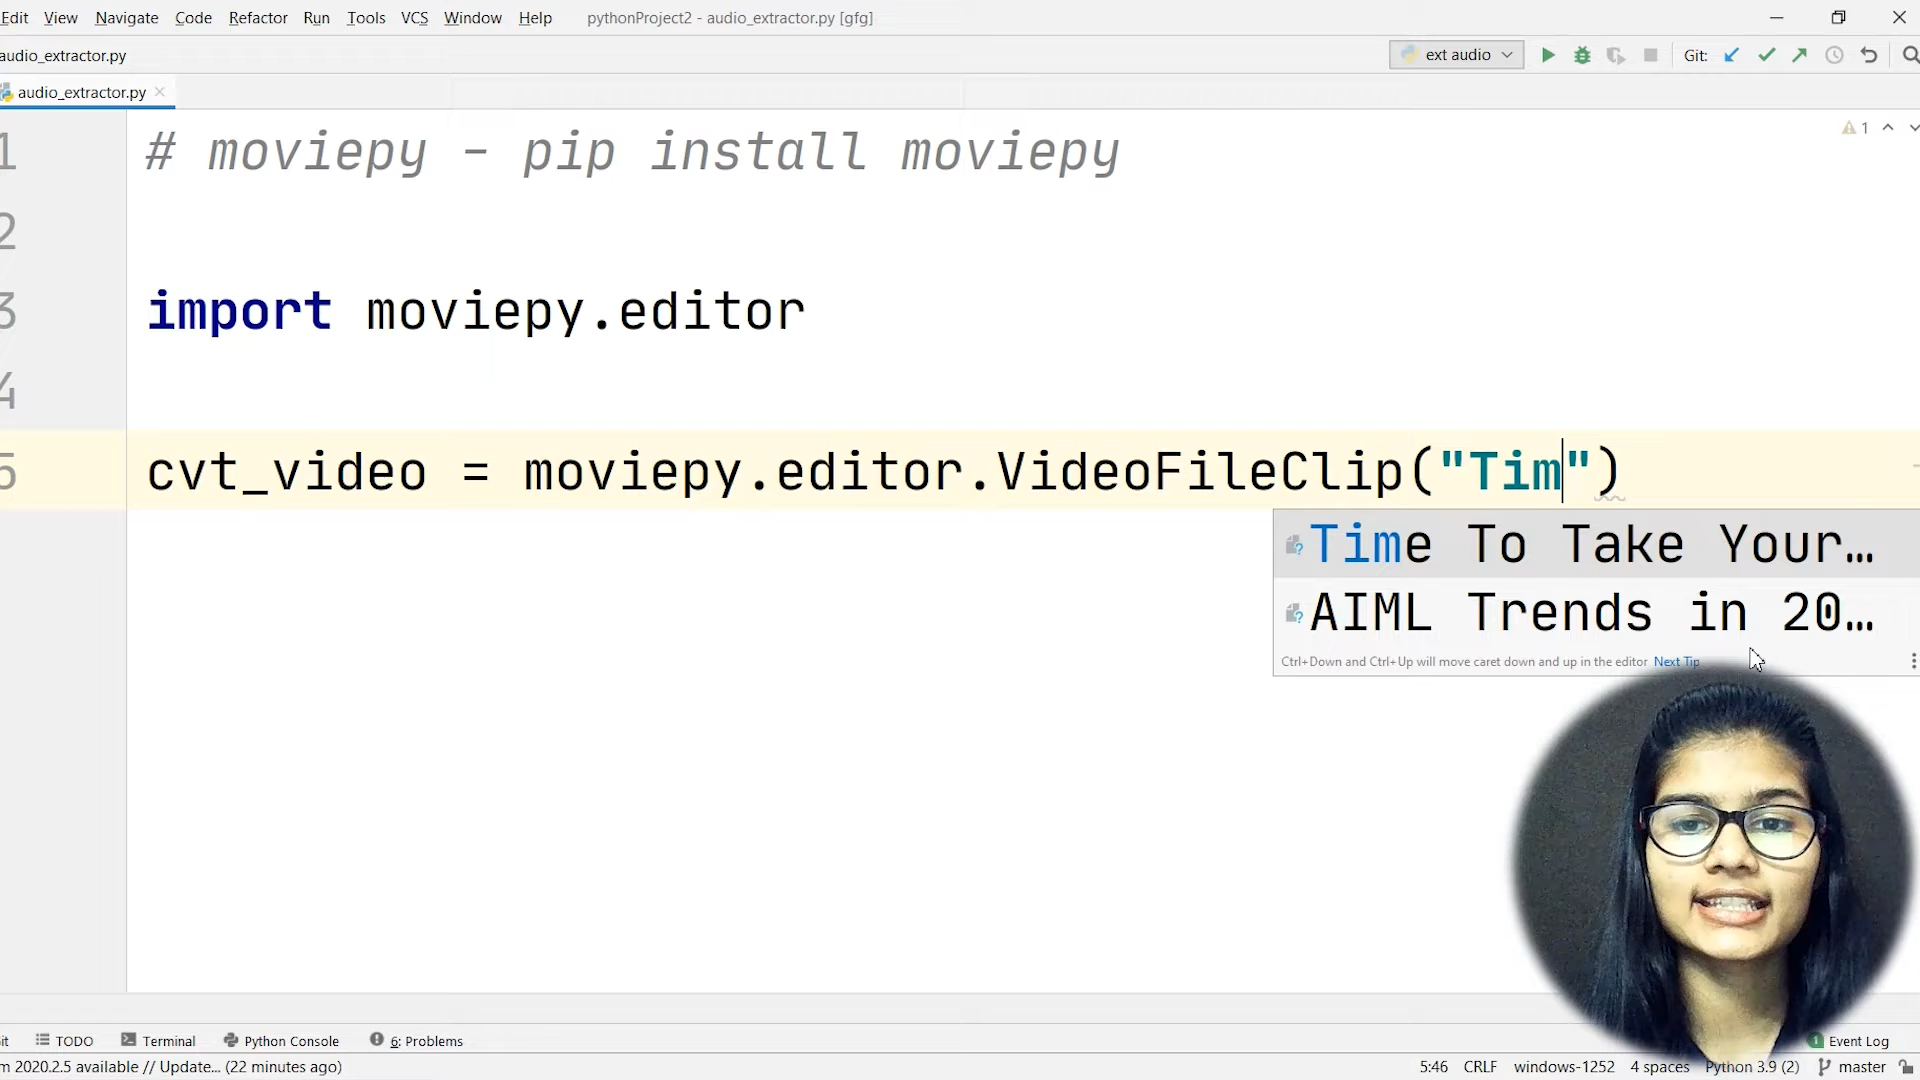 Edit View Navigate Code Refactor Run Tools VCS Window Help pythonProject2 - audio_extractor.py [gfg]
audio_extractor.py ext audio Git:
audio_extractor.py
1 # moviepy - pip install moviepy
1
2
3 import moviepy.editor
4
5 cvt_video = moviepy.editor.VideoFileClip("Tim")
Time To Take Your…
AIML Trends in 20…
Ctrl+Down and Ctrl+Up will move caret down and up in the editor Next Tip
TODO Terminal Python Console 6: Problems 1 Event Log
2020.2.5 available // Update... (22 minutes ago) 5:46 CRLF windows-1252 4 spaces Python 3.9 (2) master